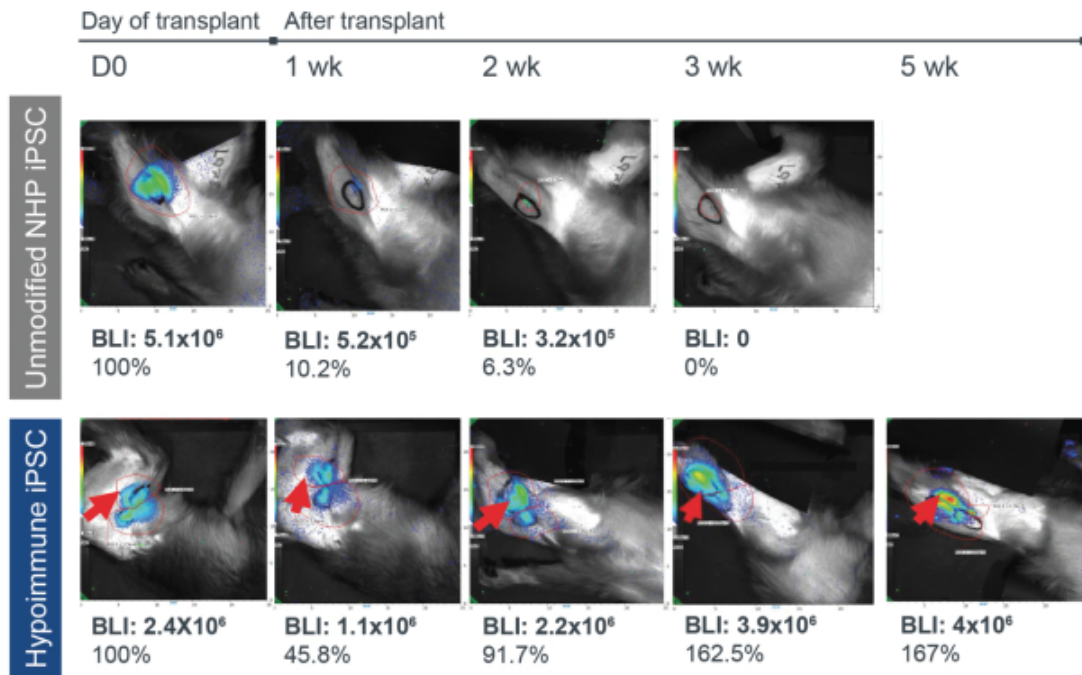 Day of transplant
After transplant
D0
1 wk
2 wk
3 wk
5 wk
Unmodified NHP iPSC
BLI: 5.1x10⁶
100%
BLI: 5.2x10⁵
10.2%
BLI: 3.2x10⁵
6.3%
BLI: 0
0%
Hypoimmune iPSC
BLI: 2.4X10⁶
100%
BLI: 1.1x10⁶
45.8%
BLI: 2.2x10⁶
91.7%
BLI: 3.9x10⁶
162.5%
BLI: 4x10⁶
167%